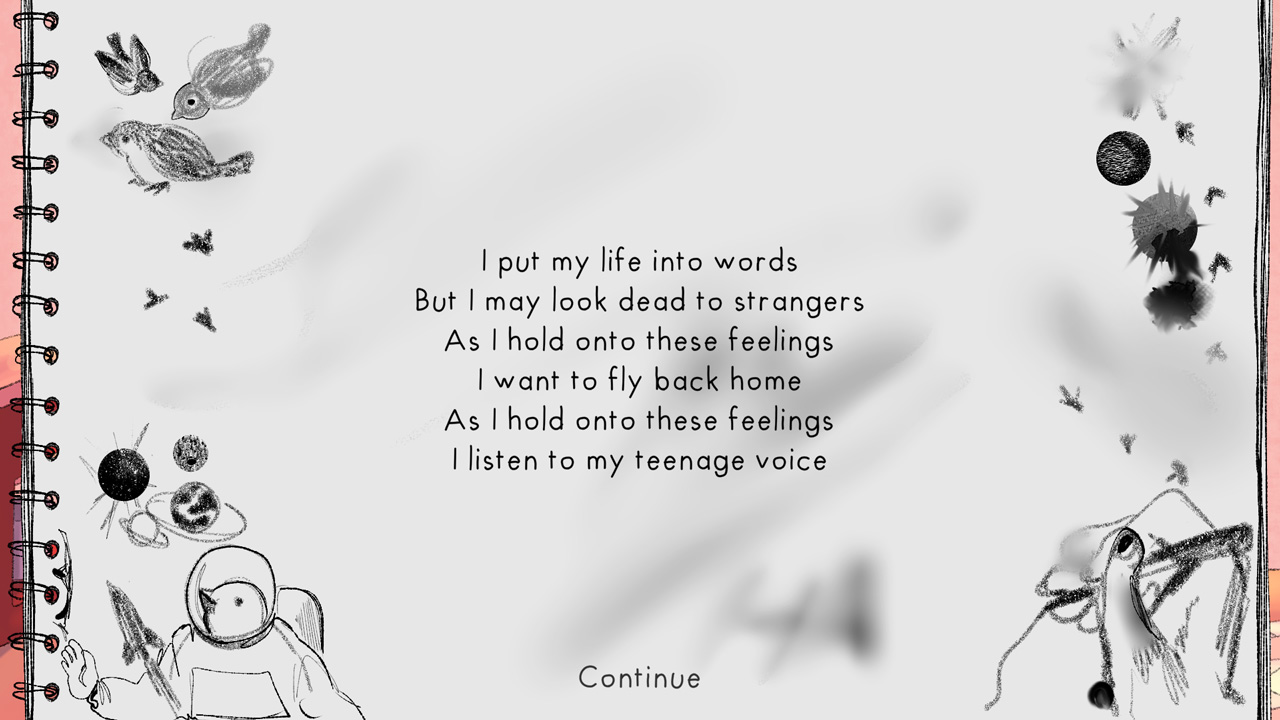 I put my life into words
But I may look dead to strangers
As I hold onto these feelings
I want to fly back home
As I hold onto these feelings
I listen to my teenage voice
Continue